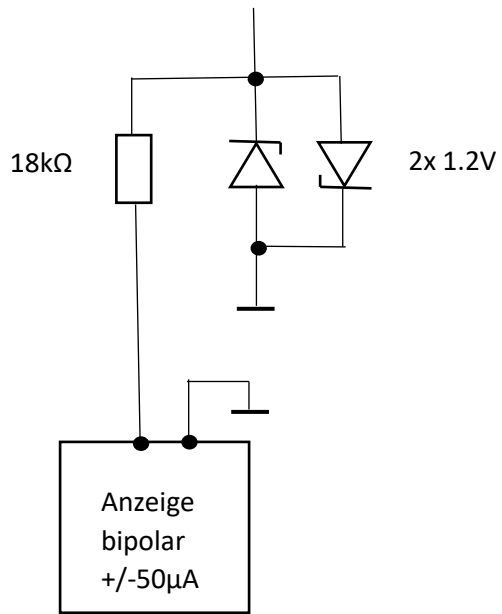 18kΩ
2x 1.2V
Anzeige
bipolar
+/-50µA